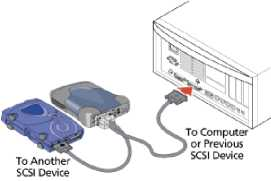 To Computer
or Previous
SCSI Device
To Another
SCSI Device